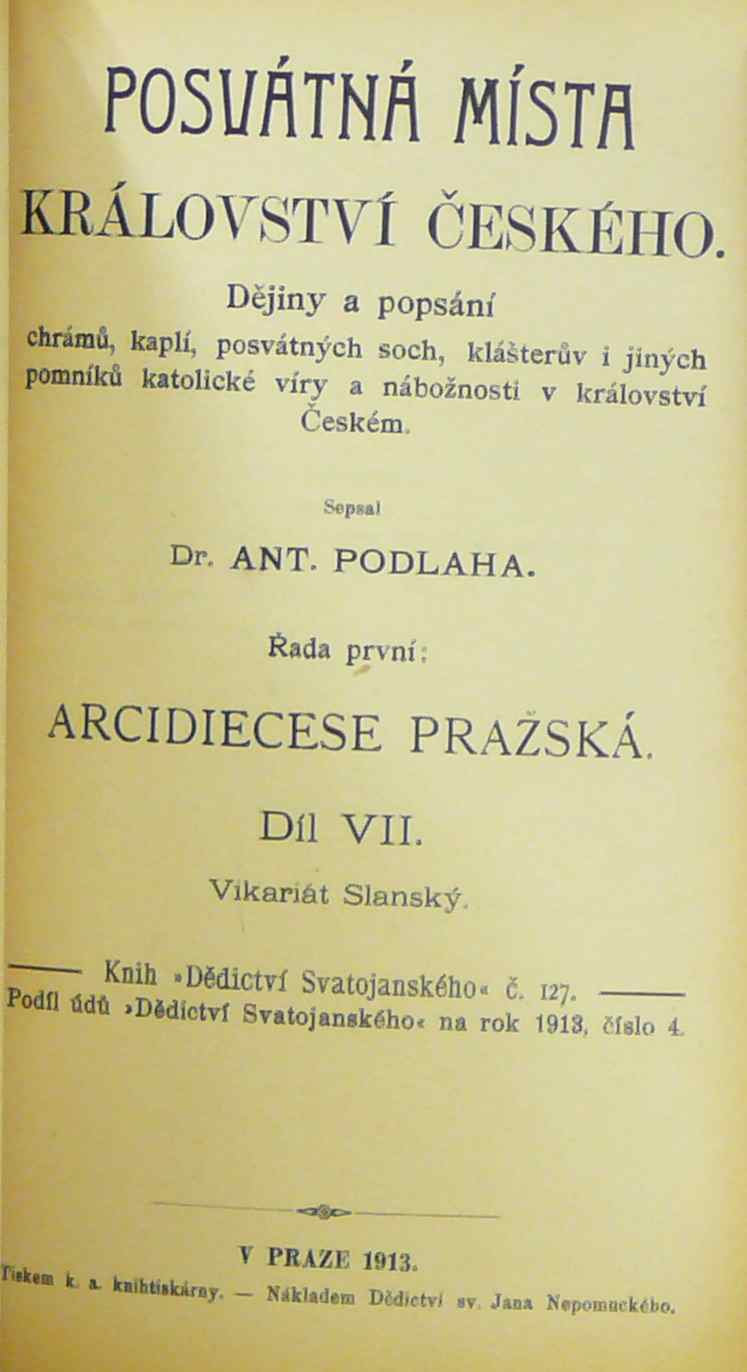 POSVÁTNÁ MÍSTA
KRÁLOVSTVÍ ČESKÉHO.
Dějiny a popsání
chrámů, kaplí, posvátných soch, klášterův i jiných
pomníků katolické víry a nábožnosti v království
Českém.
Sepsal
Dr. ANT. PODLAHA.
Řada první:
ARCIDIECESE PRAŽSKÁ.
Díl VII.
Vikariát Slanský.
Knih »Dědictví Svatojanského« č. 127.
Podíl údů »Dědictví Svatojanského« na rok 1913, číslo 4.
V PRAZE 1913.
Tiskem k. a. knihtiskárny. — Nákladem Dědictví sv. Jana Nepomuckého.